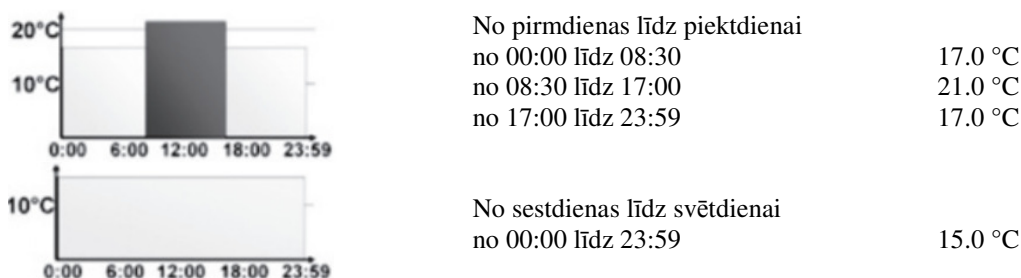 20°C
10°C
0:00 6:00 12:00 18:00 23:59
No pirmdienas līdz piektdienai
no 00:00 līdz 08:30 17.0 °C
no 08:30 līdz 17:00 21.0 °C
no 17:00 līdz 23:59 17.0 °C
10°C
0:00 6:00 12:00 18:00 23:59
No sestdienas līdz svētdienai
no 00:00 līdz 23:59 15.0 °C